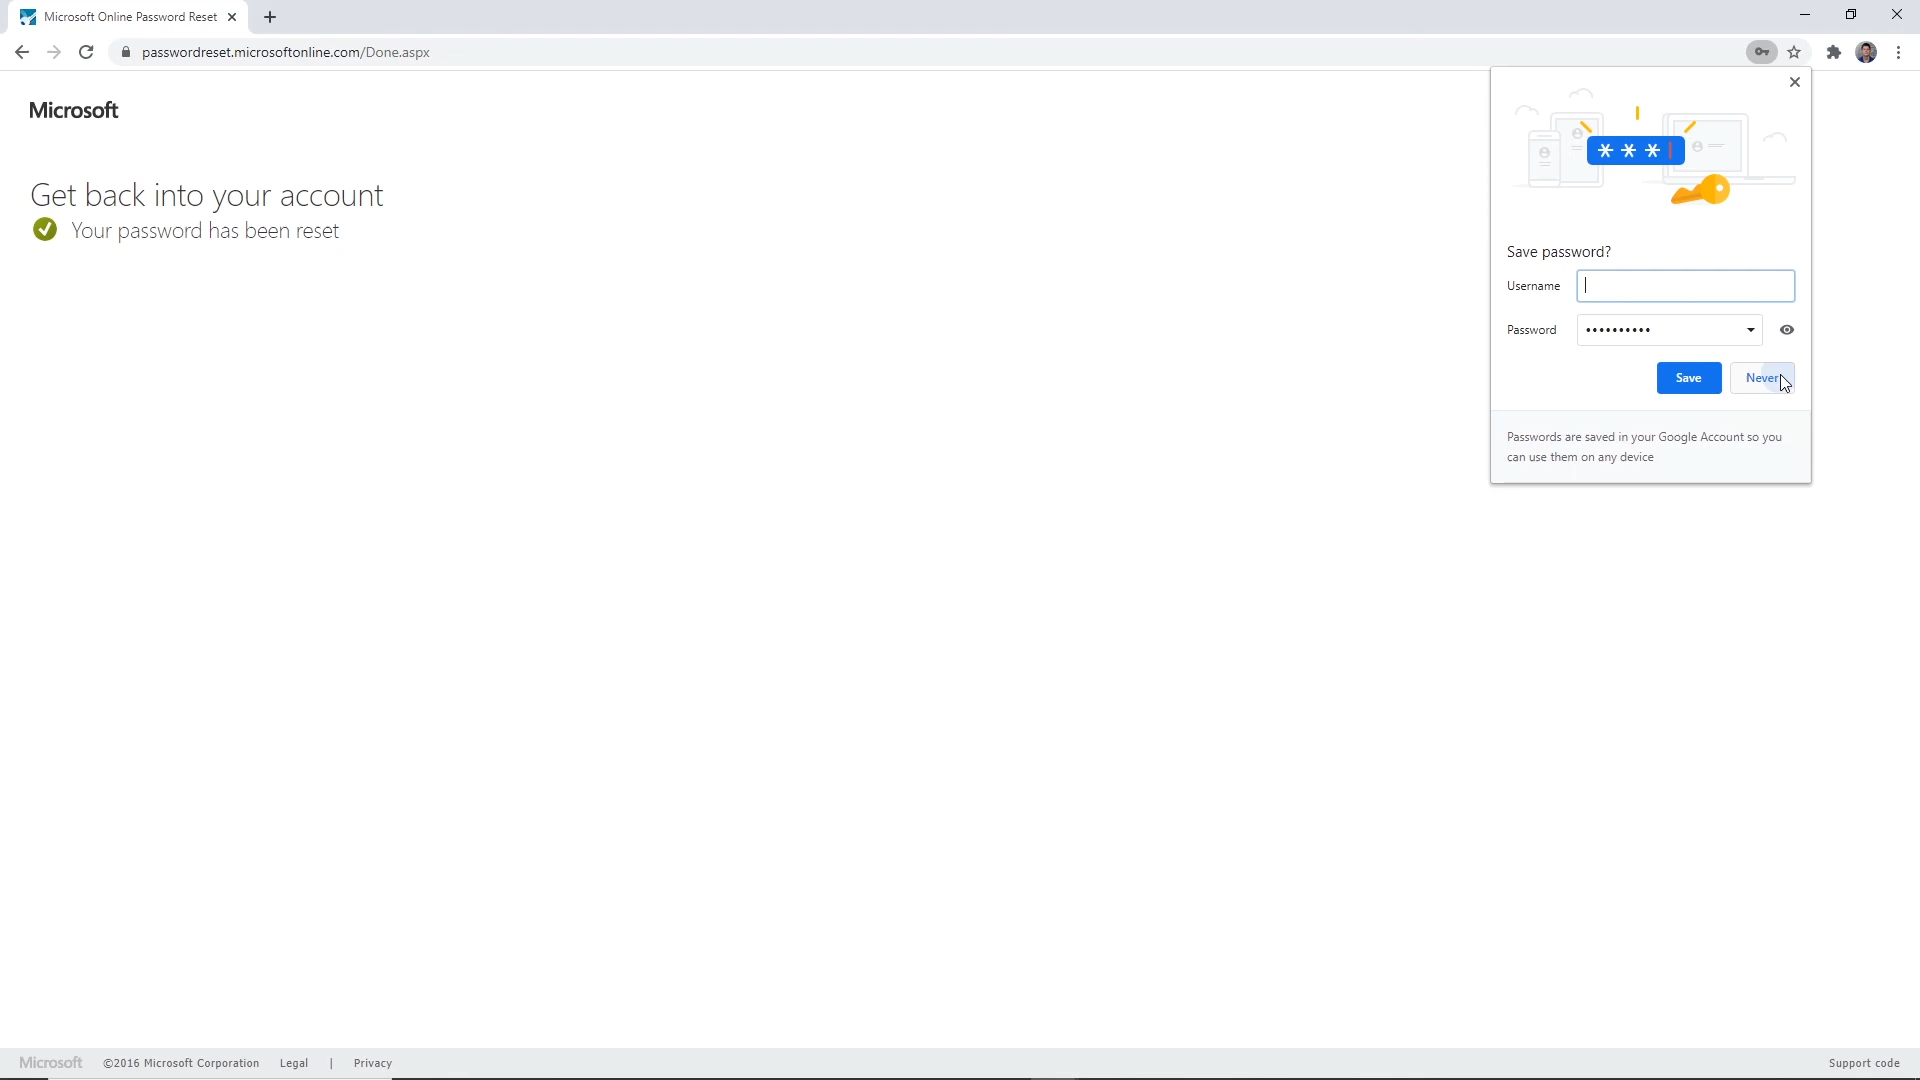 Microsoft Online Password Reset
passwordreset.microsoftonline.com/Done.aspx
Microsoft
Get back into your account
Your password has been reset
***
Save password?
Username
Password ••••••••••
Save Never
Passwords are saved in your Google Account so you
can use them on any device
Microsoft ©2016 Microsoft Corporation Legal | Privacy Support code